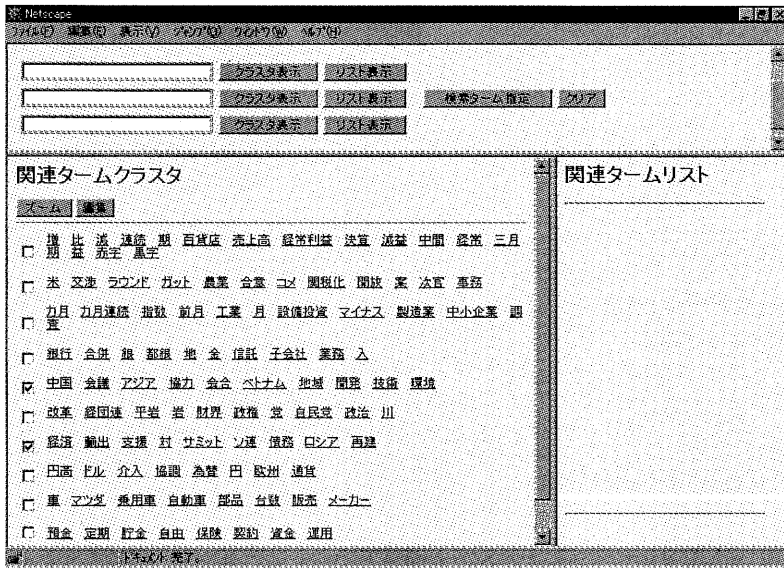 Netscape
ファイル(F) 編集(E) 表示(V) ジャンプ(G) ウィンドウ(W) ヘルプ(H)
クラスタ表示 リスト表示
クラスタ表示 リスト表示 検索ターム指定 クリア
クラスタ表示 リスト表示
関連タームクラスタ
ズーム 編集
増 比 減 連続 期 百貨店 売上高 経常利益 決算 減益 中間 経常 三月
期 益 赤字 黒字
米 交渉 ラウンド ガット 農業 合意 コメ 関税化 開放 案 次官 事務
カ月 カ月連続 指数 前月 工業 月 設備投資 マイナス 製造業 中小企業 調
査
銀行 合併 銀 都銀 地 金 信託 子会社 業務 入
中国 会議 アジア 協力 会合 ベトナム 地域 開発 技術 環境
改革 経団連 平岩 岩 財界 政権 党 自民党 政治 川
経済 輸出 支援 対 サミット ソ連 債務 ロシア 再建
円高 ドル 介入 協調 為替 円 欧州 通貨
車 マツダ 乗用車 自動車 部品 台数 販売 メーカー
預金 定期 貯金 自由 保険 契約 資金 運用
関連タームリスト
ドキュメント 完了。